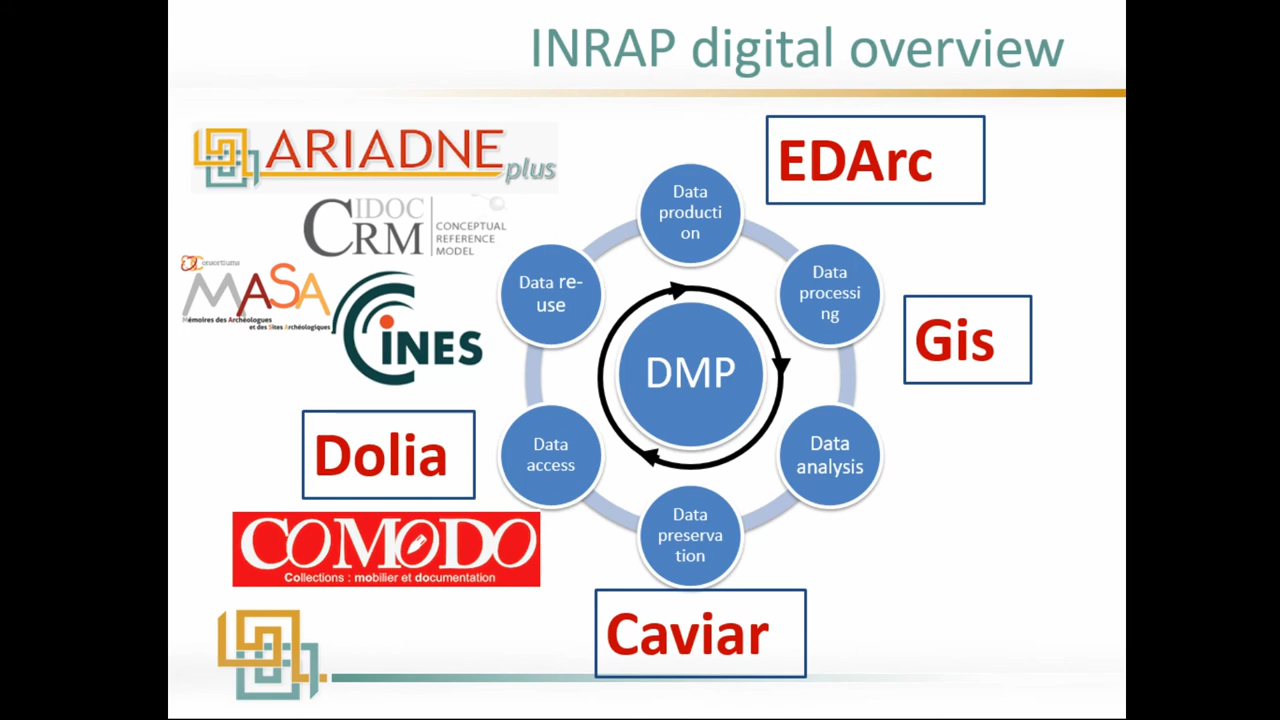 INRAP digital overview
ARIADNE
plus
EDArc
CIDOC
CRM
CONCEPTUAL
REFERENCE
MODEL
Data
producti
on
Consortiums
MASA
Mémoires des Archéologues
et des Sites Archéologiques
CINES
Data re-
use
Data
processi
ng
Gis
DMP
Dolia
Data
access
Data
analysis
COMODO
Collections : mobilier et documentation
Data
preserva
tion
Caviar